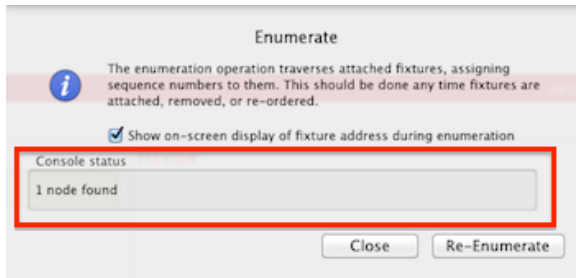 Enumerate
The enumeration operation traverses attached fixtures, assigning
sequence numbers to them. This should be done any time fixtures are
attached, removed, or re-ordered.
Show on-screen display of fixture address during enumeration
Console status
1 node found
Close Re-Enumerate